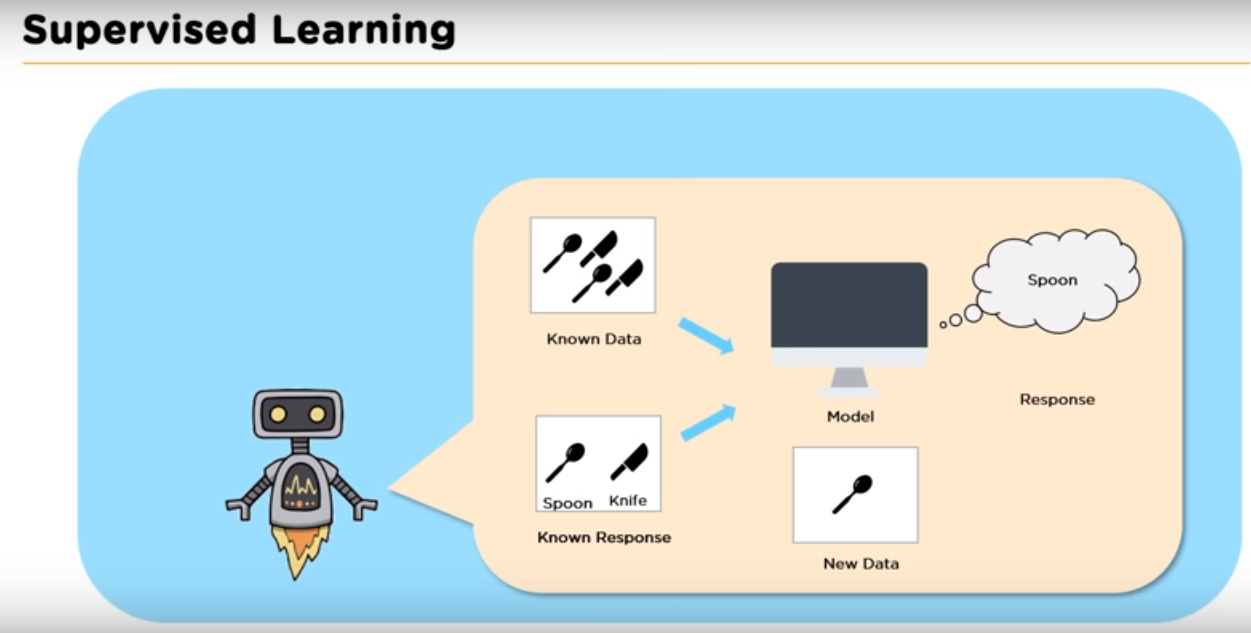 Supervised Learning
Known Data
Spoon
Knife
Known Response
Model
New Data
Spoon
Response